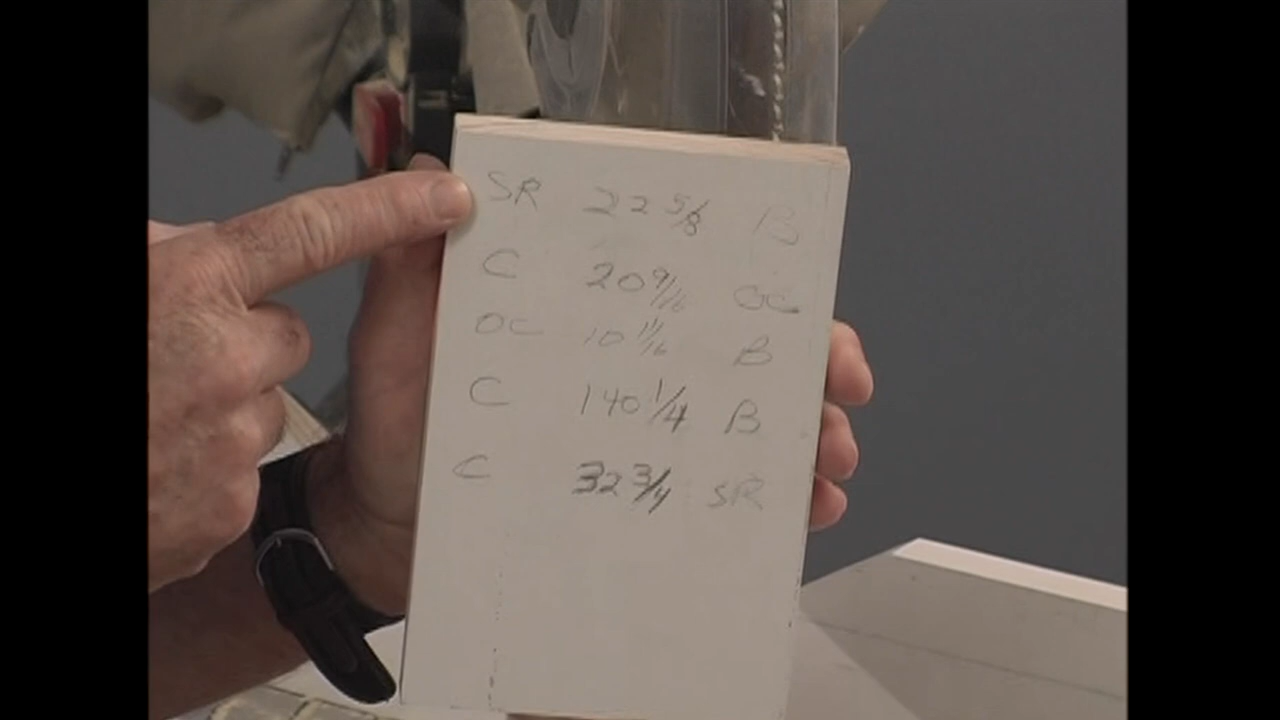 SR 22 5/8 B
C 20 9/16 OC
OC 10 11/16 B
C 140 1/4 B
C 32 3/4 SR